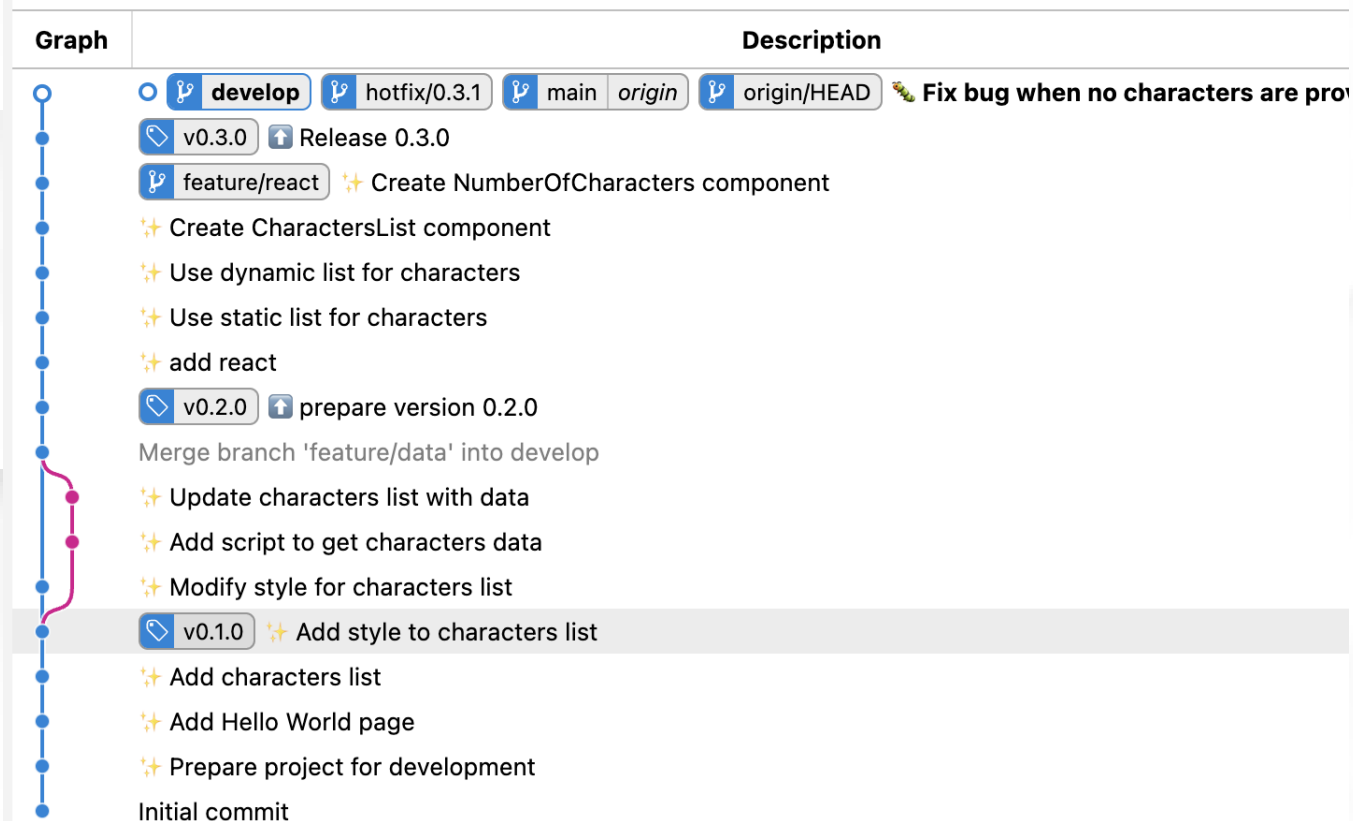 Graph Description
develop hotfix/0.3.1 main origin origin/HEAD 🐛 Fix bug when no characters are
v0.3.0 ⬆️ Release 0.3.0
feature/react ✨ Create NumberOfCharacters component
✨ Create CharactersList component
✨ Use dynamic list for characters
✨ Use static list for characters
✨ add react
v0.2.0 ⬆️ prepare version 0.2.0
Merge branch 'feature/data' into develop
✨ Update characters list with data
✨ Add script to get characters data
✨ Modify style for characters list
v0.1.0 ✨ Add style to characters list
✨ Add characters list
✨ Add Hello World page
✨ Prepare project for development
Initial commit